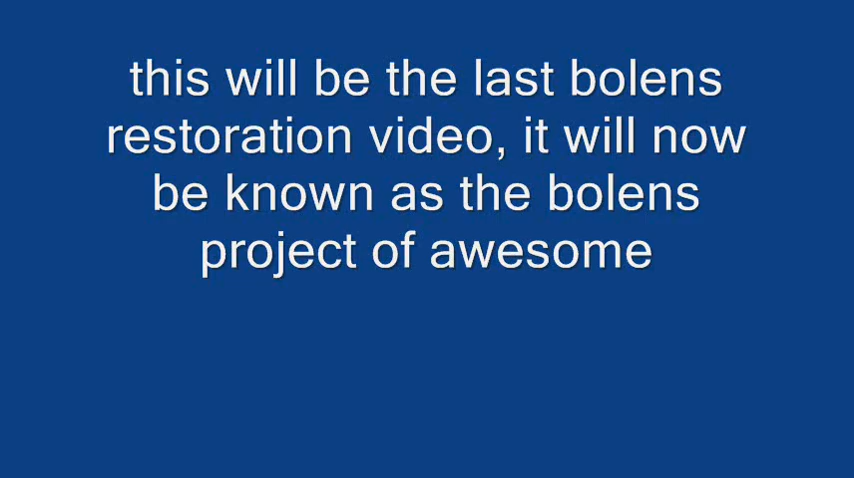 this will be the last bolens
restoration video, it will now
be known as the bolens
project of awesome